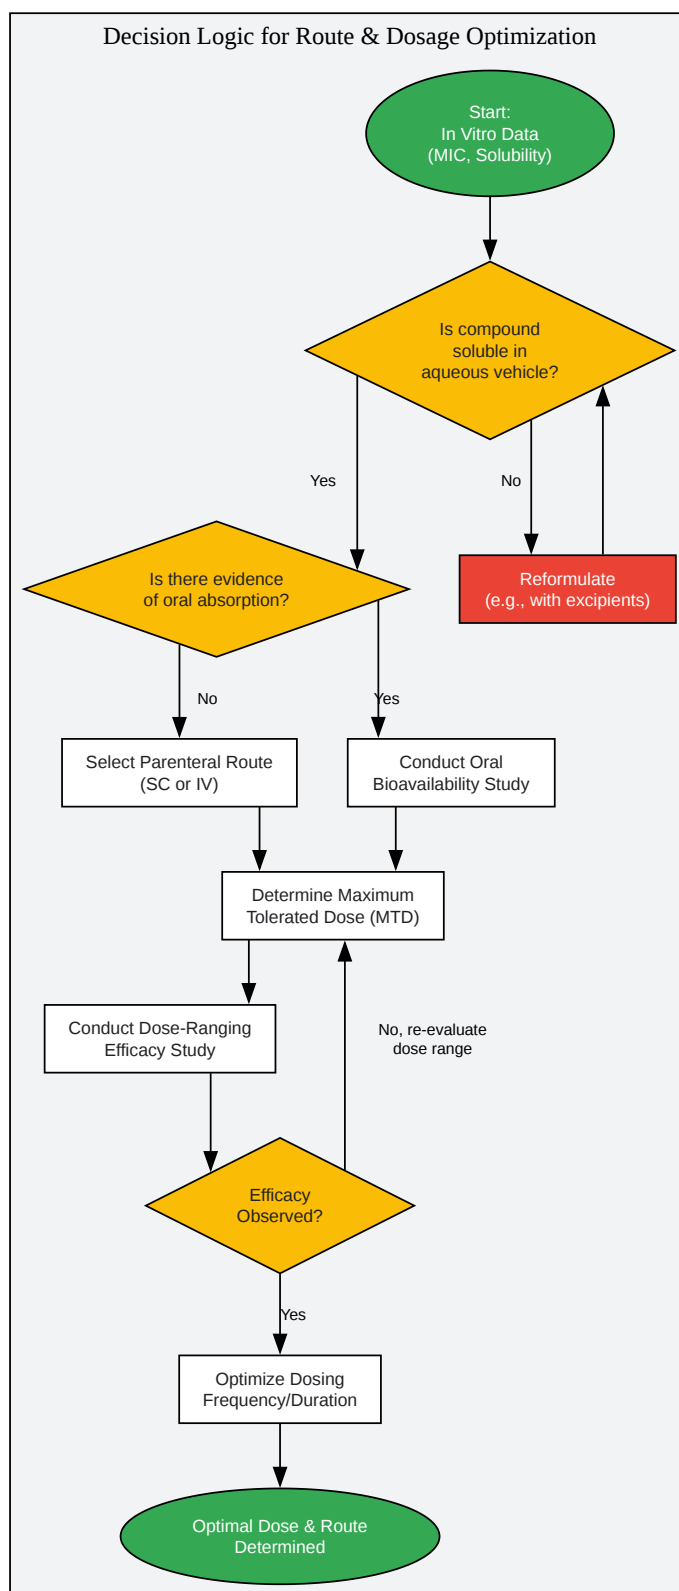 Decision Logic for Route & Dosage Optimization
Start:
In Vitro Data
(MIC, Solubility)
Is compound
soluble in
aqueous vehicle?
Yes
No
Is there evidence
of oral absorption?
Reformulate
(e.g., with excipients)
No
Yes
Select Parenteral Route
(SC or IV)
Conduct Oral
Bioavailability Study
Determine Maximum
Tolerated Dose (MTD)
Conduct Dose-Ranging
Efficacy Study
No, re-evaluate
dose range
Efficacy
Observed?
Yes
Optimize Dosing
Frequency/Duration
Optimal Dose & Route
Determined